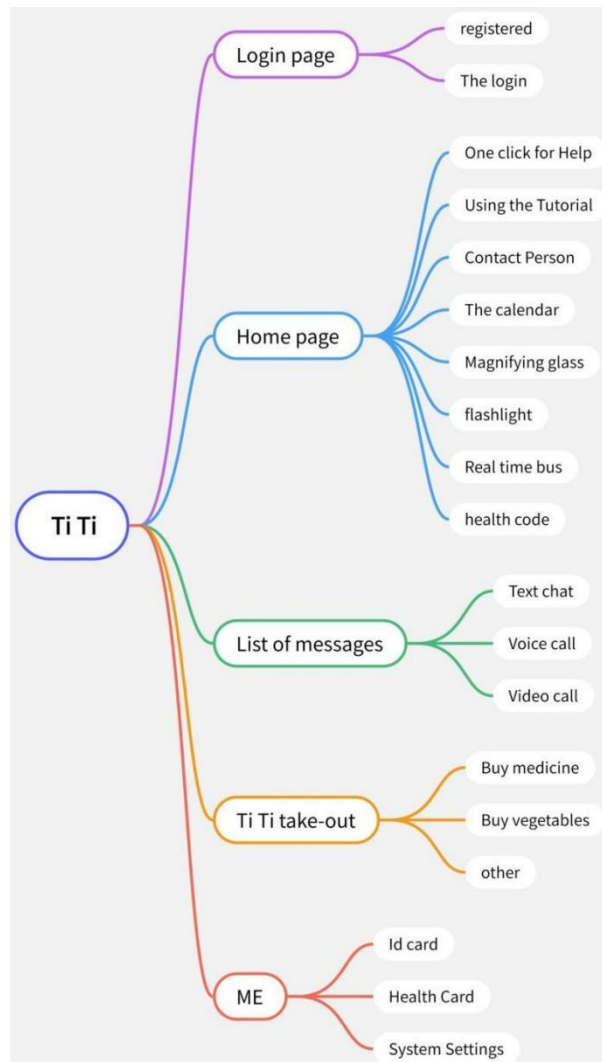 Ti Ti
Login page
registered
The login
Home page
One click for Help
Using the Tutorial
Contact Person
The calendar
Magnifying glass
flashlight
Real time bus
health code
List of messages
Text chat
Voice call
Video call
Ti Ti take-out
Buy medicine
Buy vegetables
other
ME
Id card
Health Card
System Settings